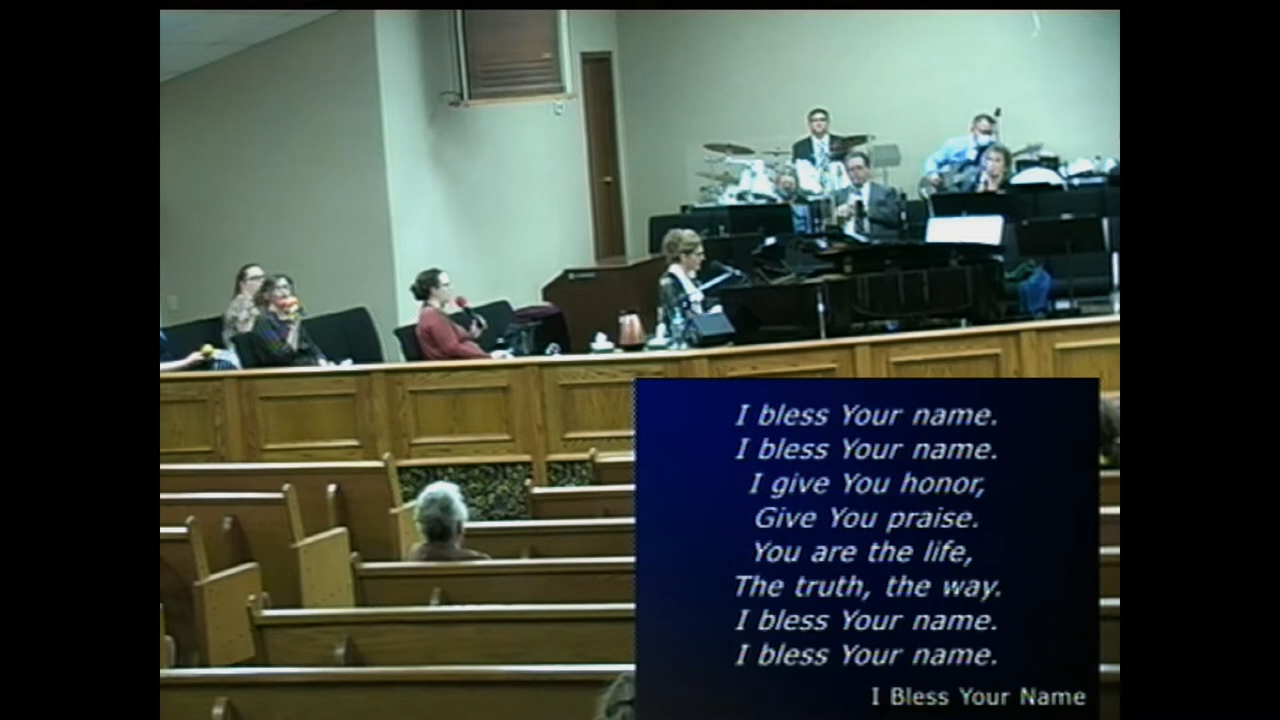 I bless Your name.
I bless Your name.
I give You honor,
Give You praise.
You are the life,
The truth, the way.
I bless Your name.
I bless Your name.
I Bless Your Name